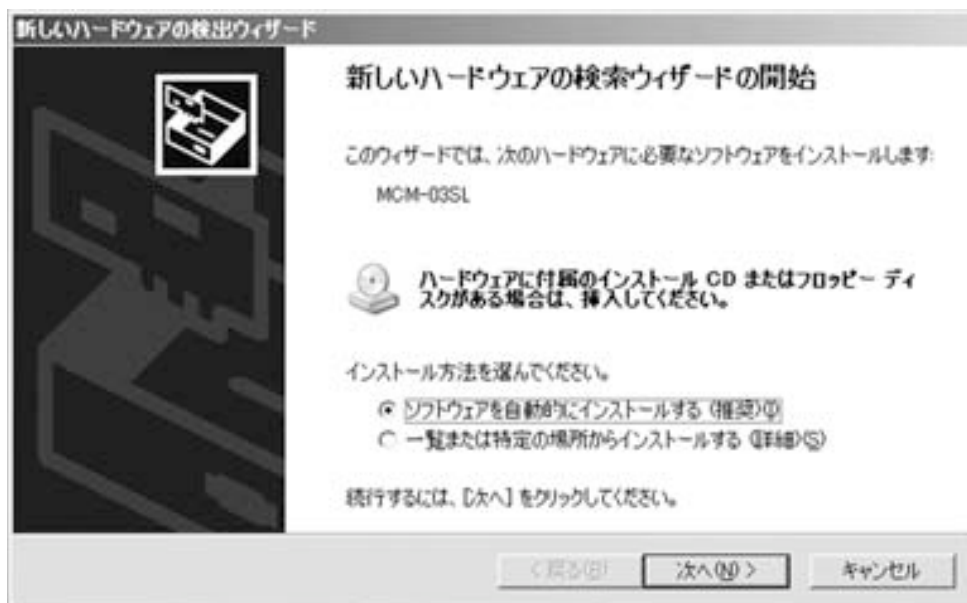 新しいハードウェアの検出ウィザード
新しいハードウェアの検索ウィザードの開始
このウィザードでは、次のハードウェアに必要なソフトウェアをインストールします:
MCM-03SL
ハードウェアに付属のインストール CD またはフロッピー ディ
スクがある場合は、挿入してください。
インストール方法を選んでください。
ソフトウェアを自動的にインストールする (推奨)(I)
一覧または特定の場所からインストールする (詳細)(S)
続行するには、[次へ] をクリックしてください。
< 戻る(B)
次へ(N) >
キャンセル